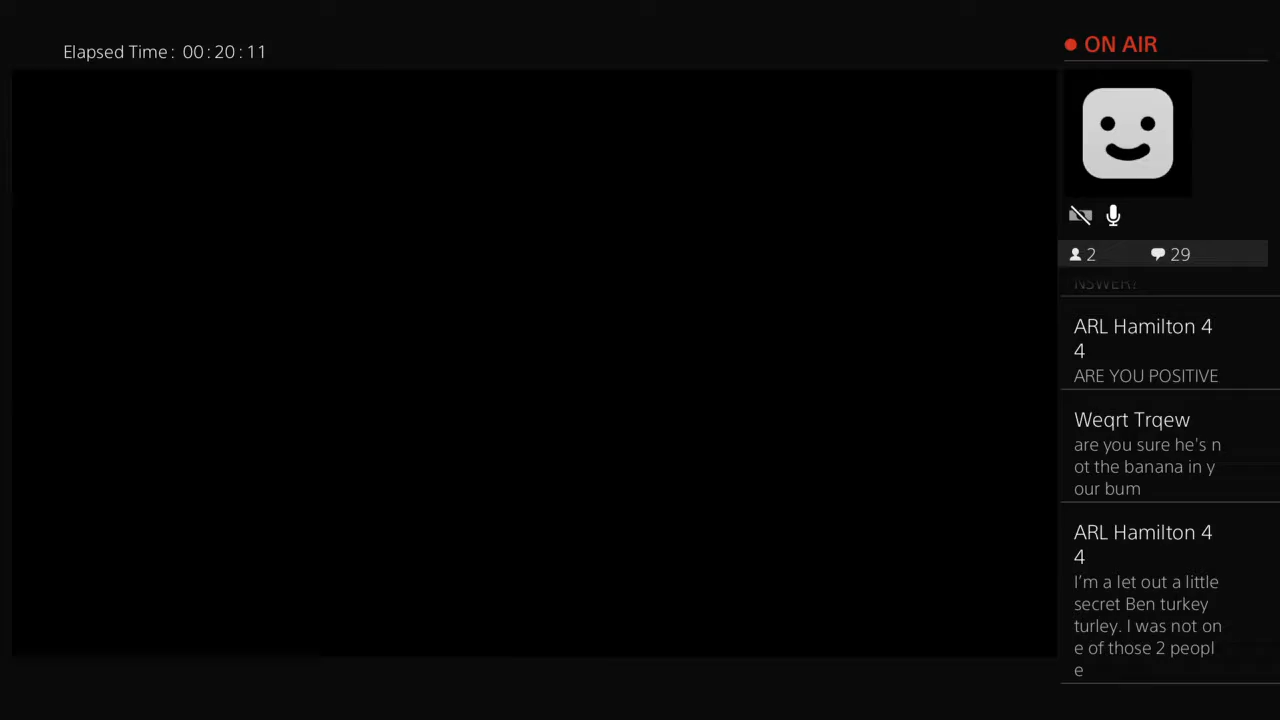 Elapsed Time: 00:20:11
ON AIR
2 29
NSWER?
ARL Hamilton 4
4
ARE YOU POSITIVE
Weqrt Trqew
are you sure he's n
ot the banana in y
our bum
ARL Hamilton 4
4
I'm a let out a little
secret Ben turkey
turley. I was not on
e of those 2 peopl
e